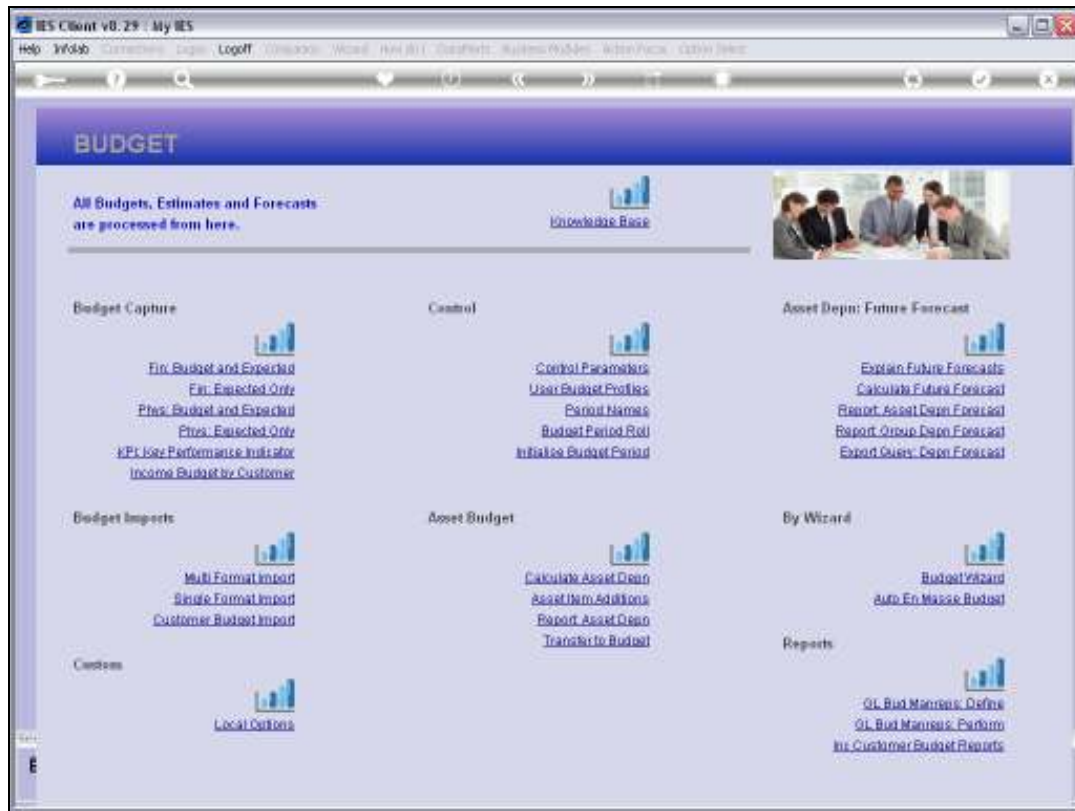 IES Client v8.29 : My IES
Help Infolab Logoff
BUDGET
All Budgets, Estimates and Forecasts
are processed from here.
Knowledge Base
Budget Capture
Fin: Budget and Expected
Fin: Expected Only
Phys: Budget and Expected
Phys: Expected Only
KPI: Key Performance Indicator
Income Budget by Customer
Control
Control Parameters
User Budget Profiles
Period Names
Budget Period Roll
Initialise Budget Period
Asset Depn: Future Forecast
Explain Future Forecasts
Calculate Future Forecast
Report: Asset Depn Forecast
Report: Group Depn Forecast
Export Query: Depn Forecast
Budget Imports
Multi Format Import
Single Format Import
Customer Budget Import
Asset Budget
Calculate Asset Depn
Asset Item Additions
Report Asset Depn
Transfer to Budget
By Wizard
Budget Wizard
Auto En Masse Budget
Custom
Local Options
Reports
GL Bud Manreps: Define
GL Bud Manreps: Perform
Inc Customer Budget Reports